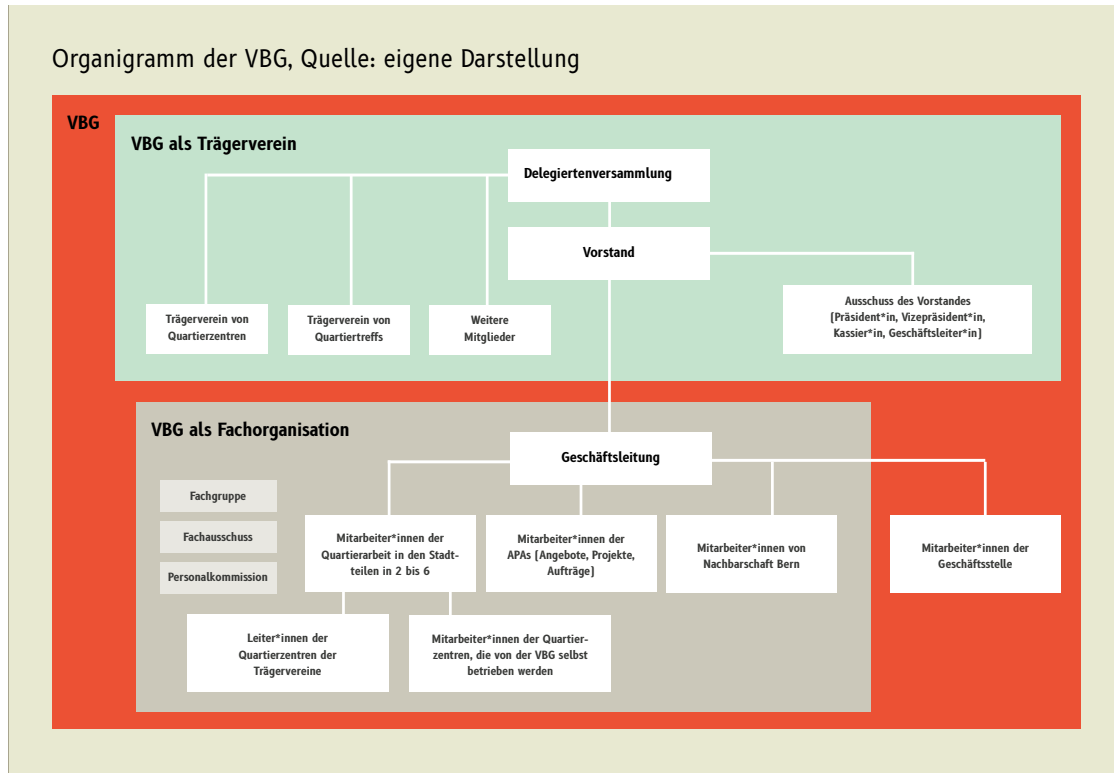 Organigramm der VBG, Quelle: eigene Darstellung
VBG
VBG als Trägerverein
Delegiertenversammlung
Vorstand
Trägerverein von
Quartierzentren
Trägerverein von
Quartiertreffs
Weitere
Mitglieder
Ausschuss des Vorstandes
(Präsident*in, Vizepräsident*in,
Kassier*in, Geschäftsleiter*in)
VBG als Fachorganisation
Geschäftsleitung
Fachgruppe
Fachausschuss
Personalkommission
Mitarbeiter*innen der
Quartierarbeit in den Stadt-
teilen in 2 bis 6
Mitarbeiter*innen der
APAs (Angebote, Projekte,
Aufträge)
Mitarbeiter*innen von
Nachbarschaft Bern
Mitarbeiter*innen der
Geschäftsstelle
Leiter*innen der
Quartierzentren der
Trägervereine
Mitarbeiter*innen der Quartier-
zentren, die von der VBG selbst
betrieben werden